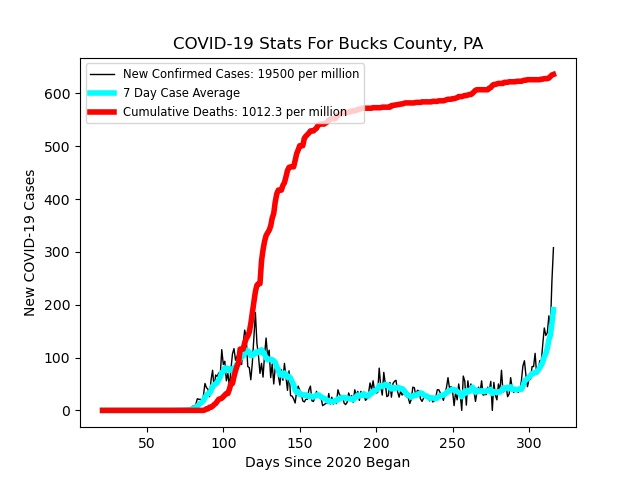 COVID-19 Stats For Bucks County, PA
New Confirmed Cases: 19500 per million
7 Day Case Average
Cumulative Deaths: 1012.3 per million
New COVID-19 Cases
600
500
400
300
200
100
0
50 100 150 200 250 300
Days Since 2020 Began